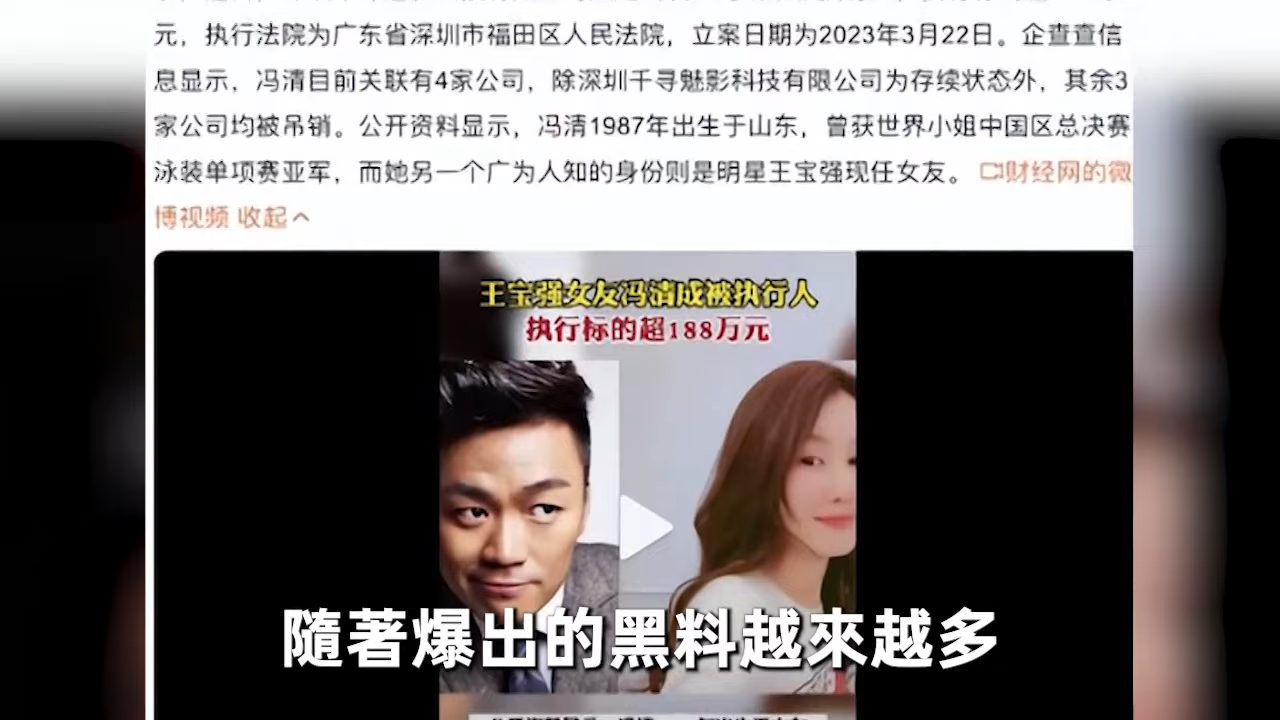 元，执行法院为广东省深圳市福田区人民法院，立案日期为2023年3月22日。企查查信
息显示，冯清目前关联有4家公司，除深圳千寻魅影科技有限公司为存续状态外，其余3
家公司均被吊销。公开资料显示，冯清1987年出生于山东，曾获世界小姐中国区总决赛
泳装单项赛亚军，而她另一个广为人知的身份则是明星王宝强现任女友。 财经网的微
博视频 收起
王宝强女友冯清成被执行人
执行标的超188万元
隨著爆出的黑料越來越多